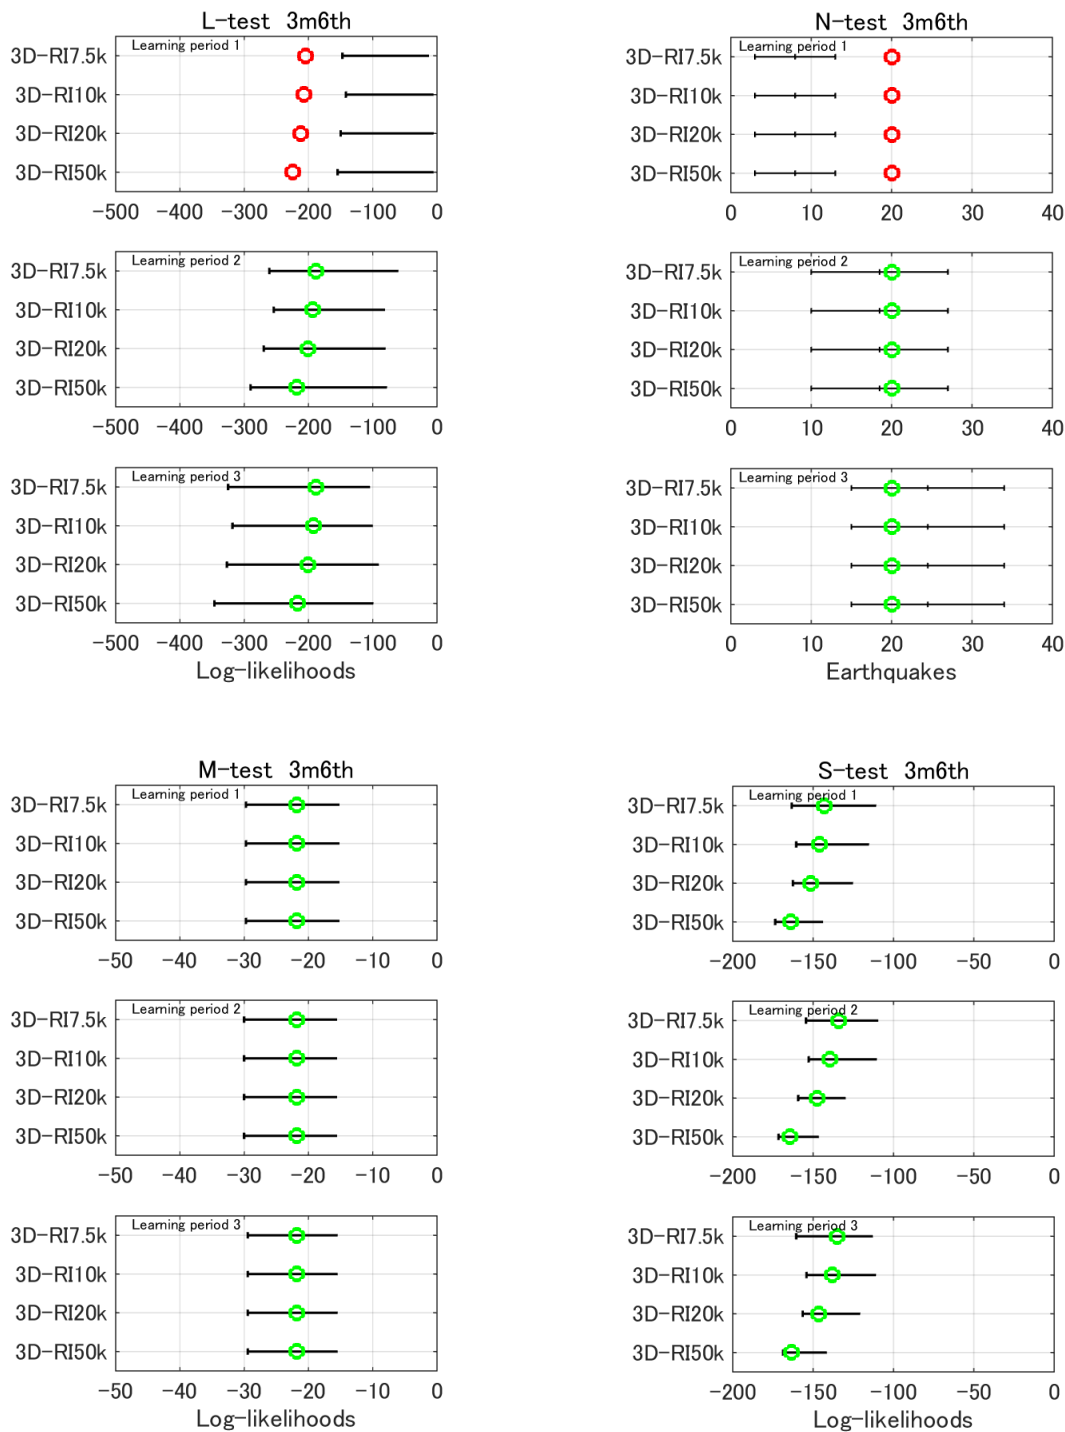 L-test 3m6th
Learning period 1
3D-RI7.5k
3D-RI10k
3D-RI20k
3D-RI50k
-500 -400 -300 -200 -100 0
Learning period 2
3D-RI7.5k
3D-RI10k
3D-RI20k
3D-RI50k
-500 -400 -300 -200 -100 0
Learning period 3
3D-RI7.5k
3D-RI10k
3D-RI20k
3D-RI50k
-500 -400 -300 -200 -100 0
Log-likelihoods
N-test 3m6th
Learning period 1
3D-RI7.5k
3D-RI10k
3D-RI20k
3D-RI50k
0 10 20 30 40
Learning period 2
3D-RI7.5k
3D-RI10k
3D-RI20k
3D-RI50k
0 10 20 30 40
Learning period 3
3D-RI7.5k
3D-RI10k
3D-RI20k
3D-RI50k
0 10 20 30 40
Earthquakes
M-test 3m6th
Learning period 1
3D-RI7.5k
3D-RI10k
3D-RI20k
3D-RI50k
-50 -40 -30 -20 -10 0
Learning period 2
3D-RI7.5k
3D-RI10k
3D-RI20k
3D-RI50k
-50 -40 -30 -20 -10 0
Learning period 3
3D-RI7.5k
3D-RI10k
3D-RI20k
3D-RI50k
-50 -40 -30 -20 -10 0
Log-likelihoods
S-test 3m6th
Learning period 1
3D-RI7.5k
3D-RI10k
3D-RI20k
3D-RI50k
-200 -150 -100 -50 0
Learning period 2
3D-RI7.5k
3D-RI10k
3D-RI20k
3D-RI50k
-200 -150 -100 -50 0
Learning period 3
3D-RI7.5k
3D-RI10k
3D-RI20k
3D-RI50k
-200 -150 -100 -50 0
Log-likelihoods